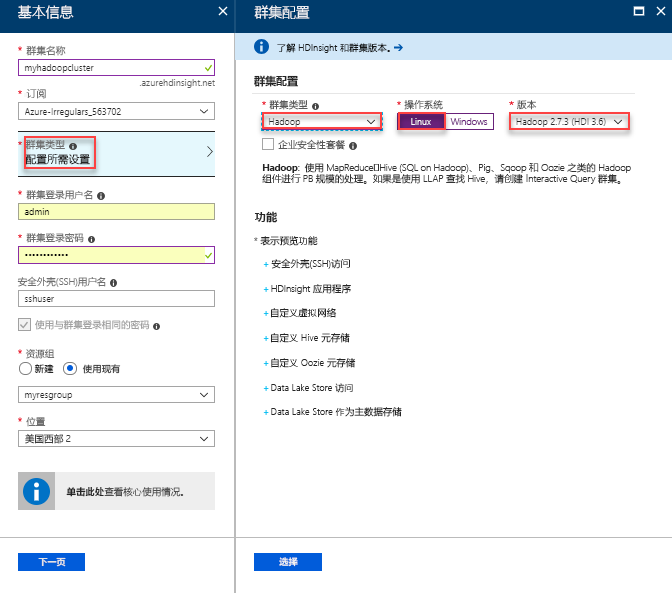 基本信息
* 群集名称
myhadoopcluster
.azurehdinsight.net
* 订阅
Azure-Irregulars_563702
* 群集类型
配置所需设置
* 群集登录用户名
admin
* 群集登录密码
••••••••••••
安全外壳(SSH)用户名
sshuser
使用与群集登录相同的密码
* 资源组
新建 使用现有
myresgroup
* 位置
美国西部 2
单击此处查看核心使用情况。
下一页
群集配置
了解 HDInsight 和群集版本。 →
群集配置
* 群集类型 * 操作系统 * 版本
Hadoop Linux Windows Hadoop 2.7.3 (HDI 3.6)
企业安全性套餐
Hadoop: 使用 MapReduce▯Hive (SQL on Hadoop)、Pig、Sqoop 和 Oozie 之类的 Hadoop
组件进行 PB 规模的处理。如果是使用 LLAP 查找 Hive，请创建 Interactive Query 群集。
功能
* 表示预览功能
+ 安全外壳(SSH)访问
+ HDInsight 应用程序
+ 自定义虚拟网络
+ 自定义 Hive 元存储
+ 自定义 Oozie 元存储
+ Data Lake Store 访问
+ Data Lake Store 作为主数据存储
选择